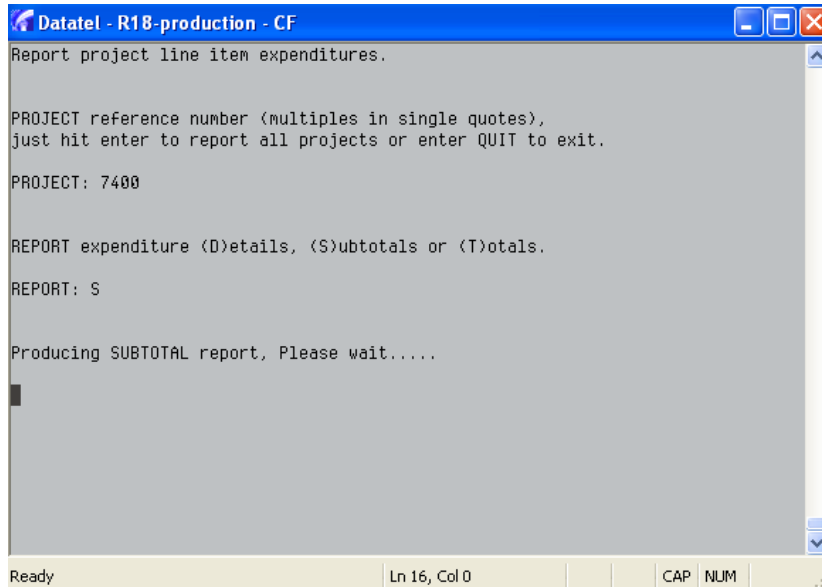 Datatel - R18-production - CF
Report project line item expenditures.
PROJECT reference number (multiples in single quotes),
just hit enter to report all projects or enter QUIT to exit.
PROJECT: 7400
REPORT expenditure (D)etails, (S)ubtotals or (T)otals.
REPORT: S
Producing SUBTOTAL report, Please wait.....
Ready Ln 16, Col 0 CAP NUM